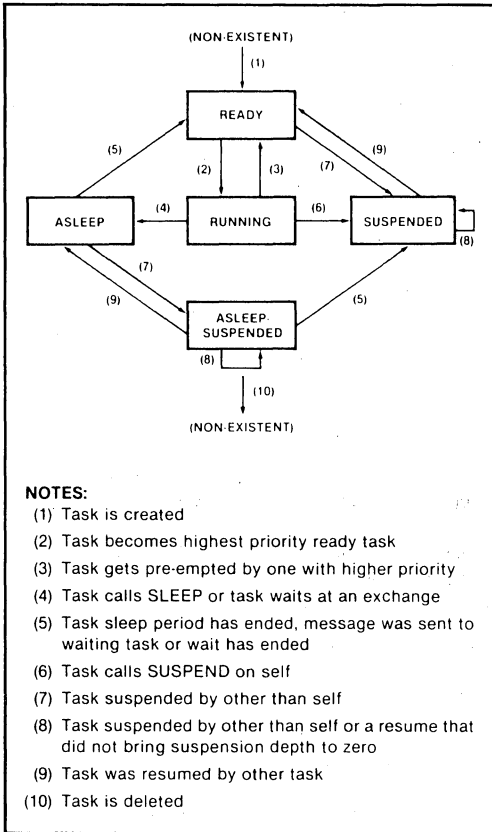 (NON-EXISTENT)
(1)
READY
(5)
(2)
(3)
(7)
(9)
ASLEEP
(4)
RUNNING
(6)
SUSPENDED
(8)
(7)
(9)
ASLEEP-
SUSPENDED
(5)
(8)
(10)
(NON-EXISTENT)
NOTES:
(1) Task is created
(2) Task becomes highest priority ready task
(3) Task gets pre-empted by one with higher priority
(4) Task calls SLEEP or task waits at an exchange
(5) Task sleep period has ended, message was sent to
waiting task or wait has ended
(6) Task calls SUSPEND on self
(7) Task suspended by other than self
(8) Task suspended by other than self or a resume that
did not bring suspension depth to zero
(9) Task was resumed by other task
(10) Task is deleted